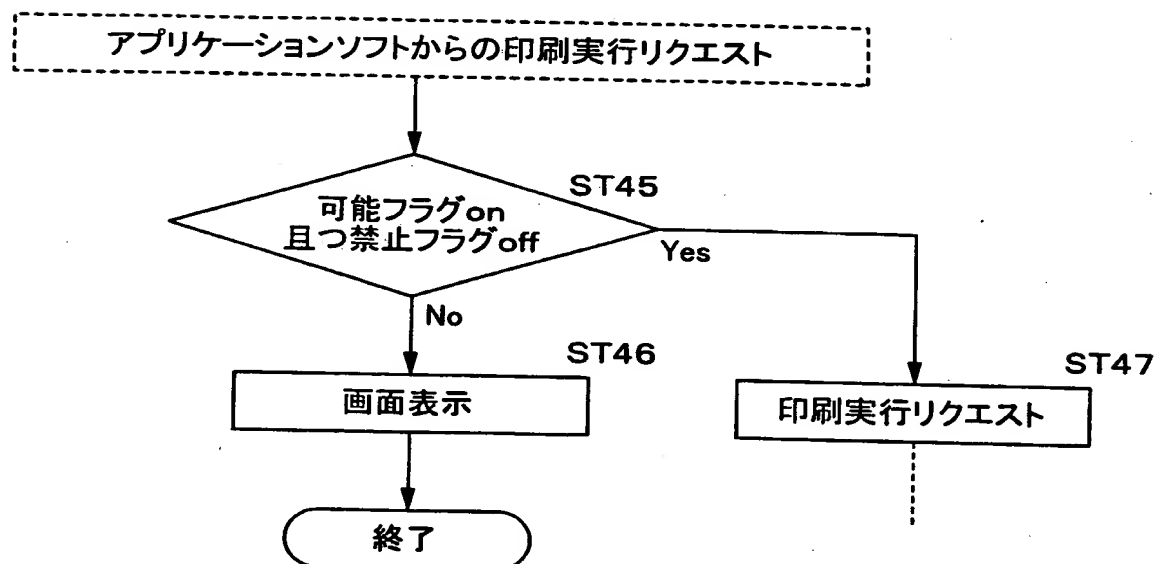 アプリケーションソフトからの印刷実行リクエスト
ST45
可能フラグon
且つ禁止フラグoff
Yes
No
ST46
画面表示
ST47
印刷実行リクエスト
終了